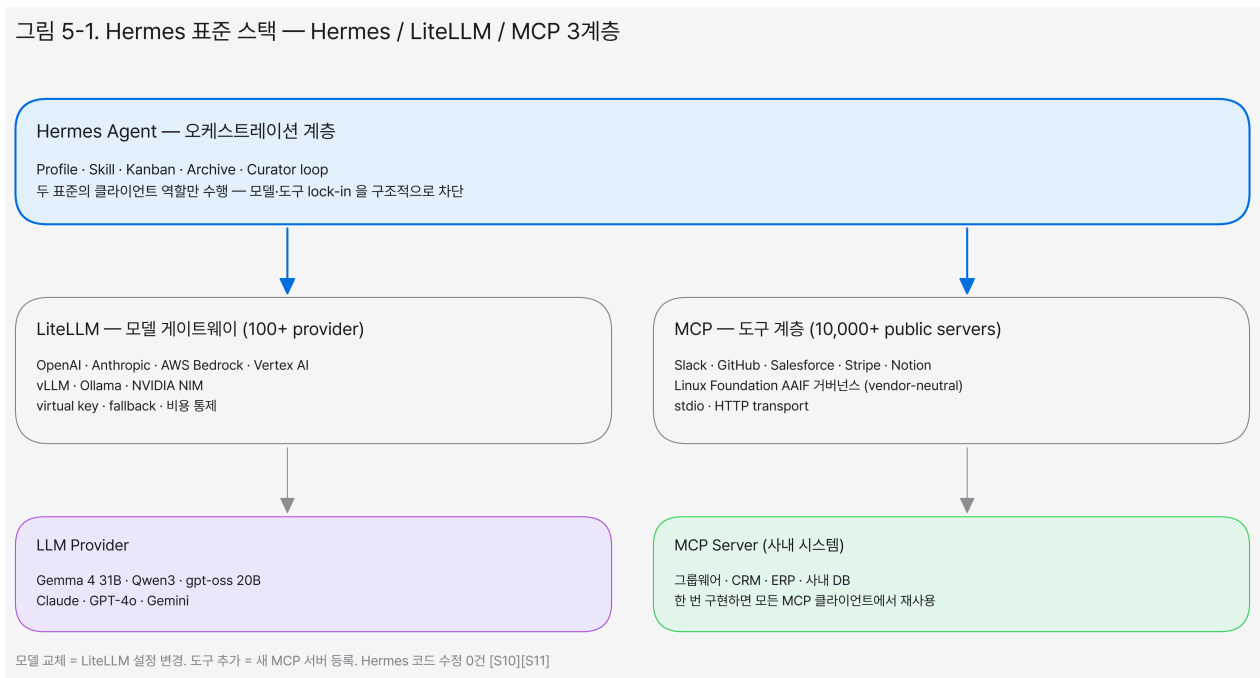 그림 5-1. Hermes 표준 스택 — Hermes / LiteLLM / MCP 3계층
Hermes Agent — 오케스트레이션 계층
Profile · Skill · Kanban · Archive · Curator loop
두 표준의 클라이언트 역할만 수행 — 모델·도구 lock-in 을 구조적으로 차단
LiteLLM — 모델 게이트웨이 (100+ provider)
OpenAI · Anthropic · AWS Bedrock · Vertex AI
vLLM · Ollama · NVIDIA NIM
virtual key · fallback · 비용 통제
MCP — 도구 계층 (10,000+ public servers)
Slack · GitHub · Salesforce · Stripe · Notion
Linux Foundation AAIF 거버넌스 (vendor-neutral)
stdio · HTTP transport
LLM Provider
Gemma 4 31B · Qwen3 · gpt-oss 20B
Claude · GPT-4o · Gemini
MCP Server (사내 시스템)
그룹웨어 · CRM · ERP · 사내 DB
한 번 구현하면 모든 MCP 클라이언트에서 재사용
모델 교체 = LiteLLM 설정 변경. 도구 추가 = 새 MCP 서버 등록. Hermes 코드 수정 0건 [S10][S11]